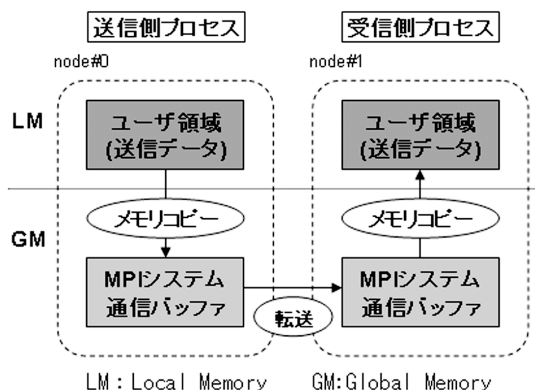 送信側プロセス 受信側プロセス
node#0 node#1
LM
ユーザ領域
(送信データ)
ユーザ領域
(送信データ)
メモリコピー メモリコピー
GM
MPIシステム
通信バッファ
MPIシステム
通信バッファ
転送
LM : Local Memory GM:Global Memory